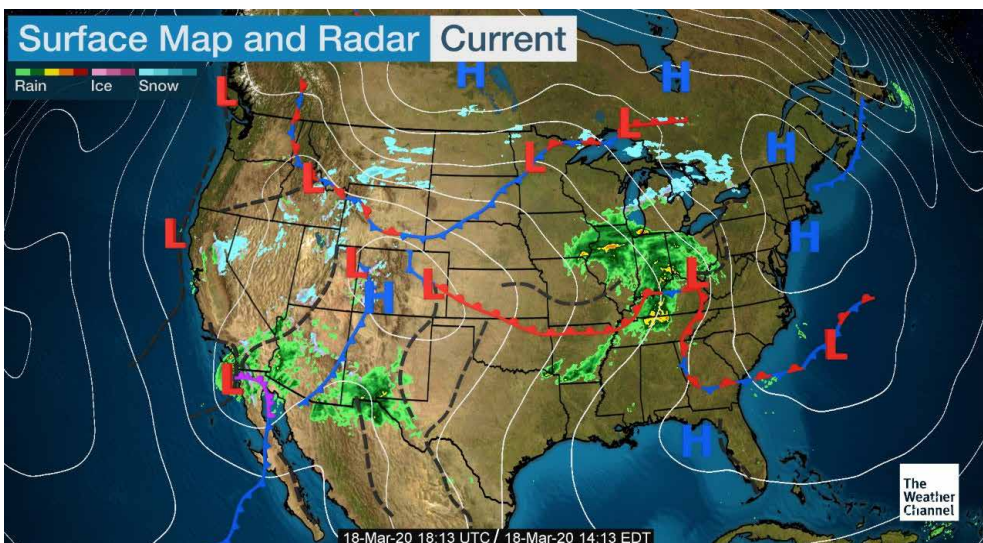 Surface Map and Radar Current
Rain Ice Snow
L
H
H
L
L
H
L
L
L
H
L
L
H
L
L
L
H
The
Weather
Channel
18-Mar-20 18:13 UTC / 18-Mar-20 14:13 EDT